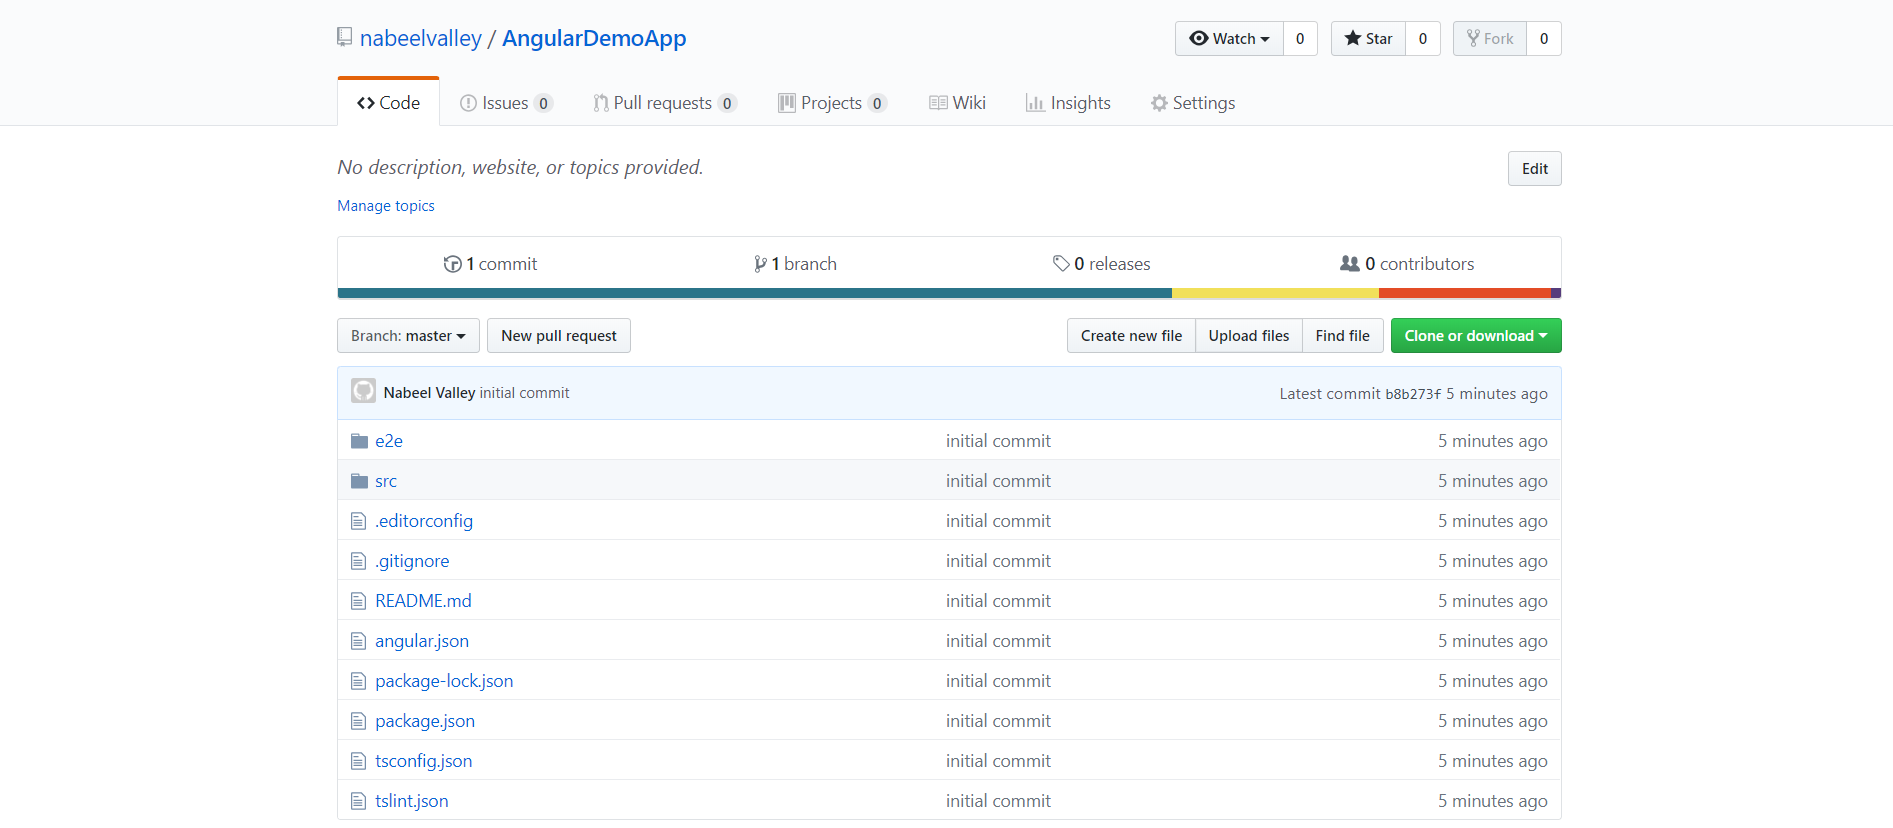 nabeelvalley / AngularDemoApp
Watch 0 Star 0 Fork 0
Code Issues 0 Pull requests 0 Projects 0 Wiki Insights Settings
No description, website, or topics provided.
Edit
Manage topics
1 commit 1 branch 0 releases 0 contributors
Branch: master New pull request Create new file Upload files Find file Clone or download
Nabeel Valley initial commit Latest commit b8b273f 5 minutes ago
e2e initial commit 5 minutes ago
src initial commit 5 minutes ago
.editorconfig initial commit 5 minutes ago
.gitignore initial commit 5 minutes ago
README.md initial commit 5 minutes ago
angular.json initial commit 5 minutes ago
package-lock.json initial commit 5 minutes ago
package.json initial commit 5 minutes ago
tsconfig.json initial commit 5 minutes ago
tslint.json initial commit 5 minutes ago